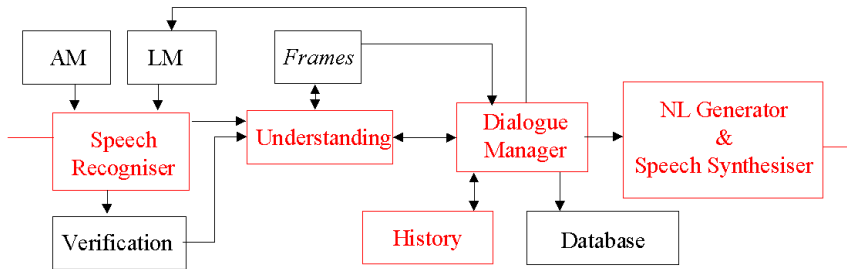 AM
LM
Frames
Speech
Recogniser
Understanding
Dialogue
Manager
NL Generator
&
Speech Synthesiser
Verification
History
Database